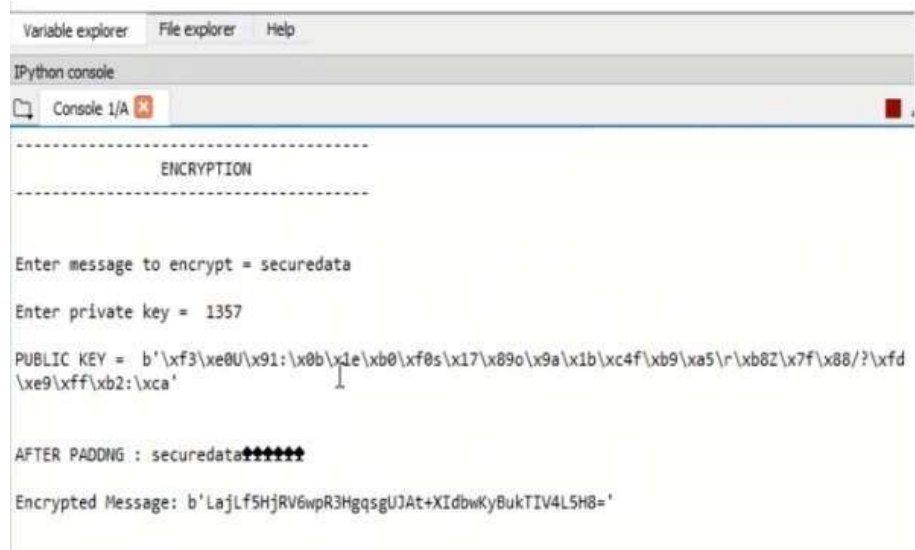 Variable explorer File explorer Help
IPython console
Console 1/A
----------------------------------------
ENCRYPTION
----------------------------------------
Enter message to encrypt = securedata
Enter private key = 1357
PUBLIC KEY = b'\xf3\xe0U\x91:\x0b\x1e\xb0\xf0s\x17\x89o\x9a\x1b\xc4f\xb9\xa5\r\xb8Z\x7f\x88/?\xfd
\xe9\xff\xb2:\xca'
AFTER PADDNG : securedata♠♠♠♠♠♠
Encrypted Message: b'LajLf5HjRV6wpR3HgqsgUJAt+XIdbwKyBukTIV4L5H8='